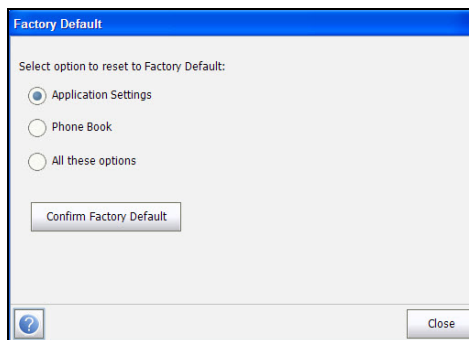 Factory Default
Select option to reset to Factory Default:
Application Settings
Phone Book
All these options
Confirm Factory Default
?
Close